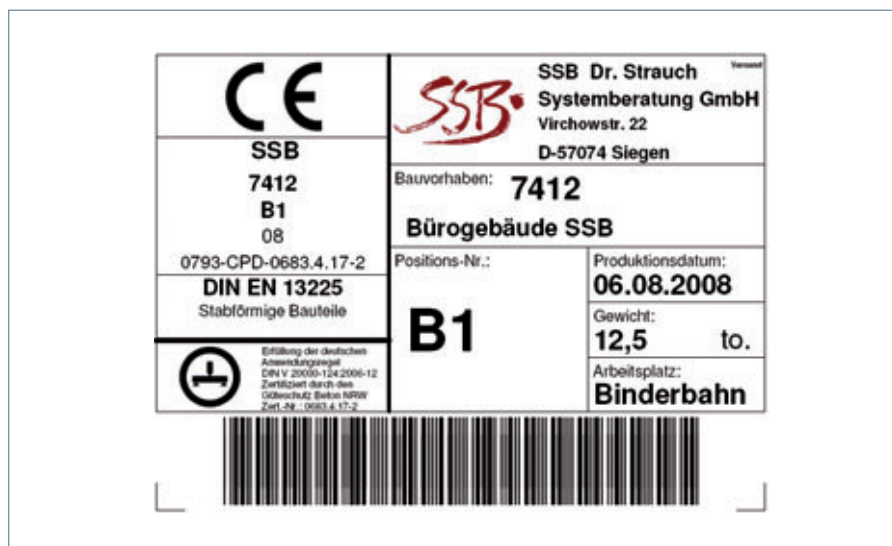 CE
SSB
7412
B1
08
0793-CPD-0683.4.17-2
DIN EN 13225
Stabförmige Bauteile
Erfüllung der deutschen
Anwendungsregel
DIN V 20000-124:2006-12
Zertifiziert durch den
Güteschutz Beton NRW
Zert.-Nr.: 0683.4.17-2
SSB
SSB Dr. Strauch
Versand
Systemberatung GmbH
Virchowstr. 22
D-57074 Siegen
Bauvorhaben: 7412
Bürogebäude SSB
Positions-Nr.:
B1
Produktionsdatum:
06.08.2008
Gewicht:
12,5 to.
Arbeitsplatz:
Binderbahn